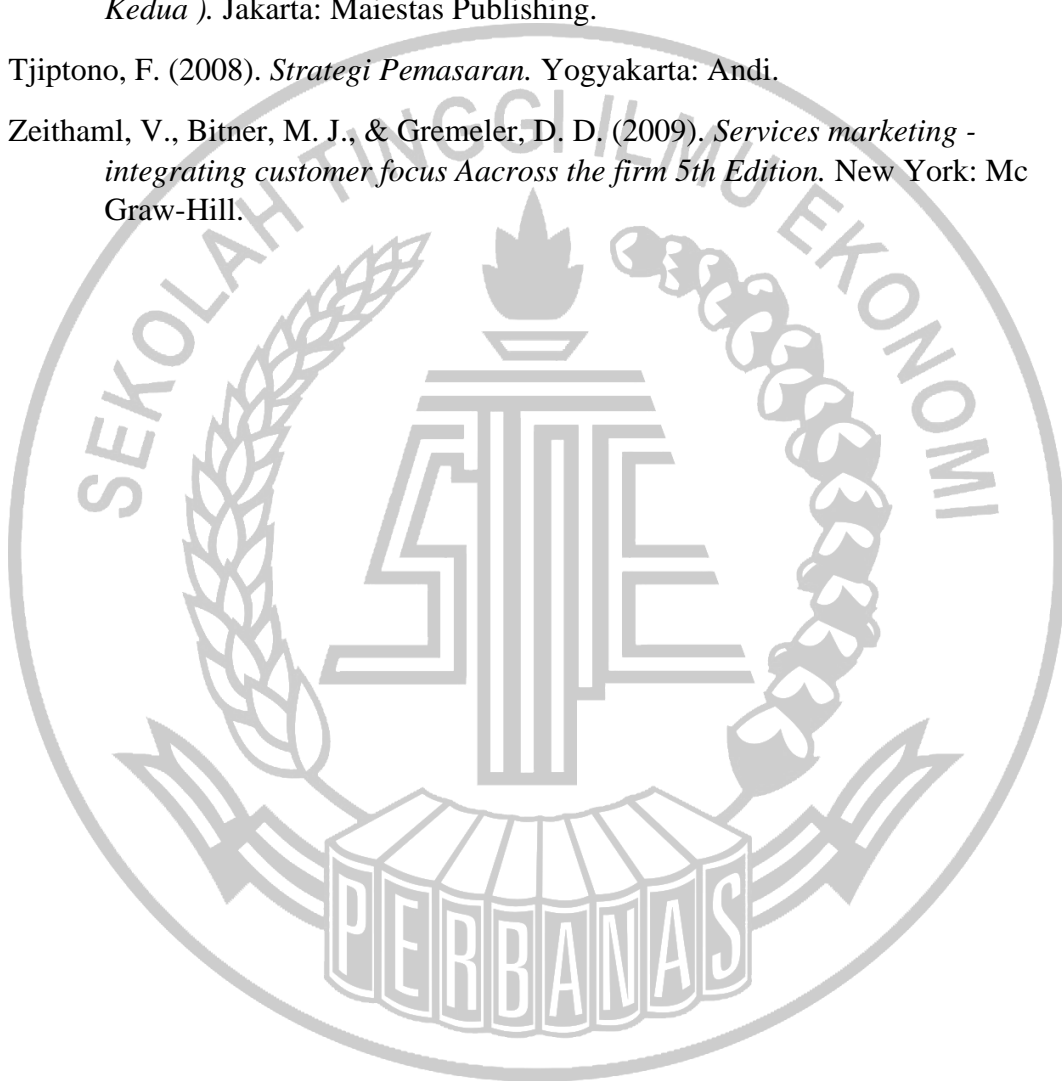 Kedua ). Jakarta: Maiestas Publishing.
Tjiptono, F. (2008). Strategi Pemasaran. Yogyakarta: Andi.
Zeithaml, V., Bitner, M. J., & Gremeler, D. D. (2009). Services marketing -
integrating customer focus Aacross the firm 5th Edition. New York: Mc
Graw-Hill.
SEKOLAH TINGGI ILMU EKONOMI
STIE
PERBANAS